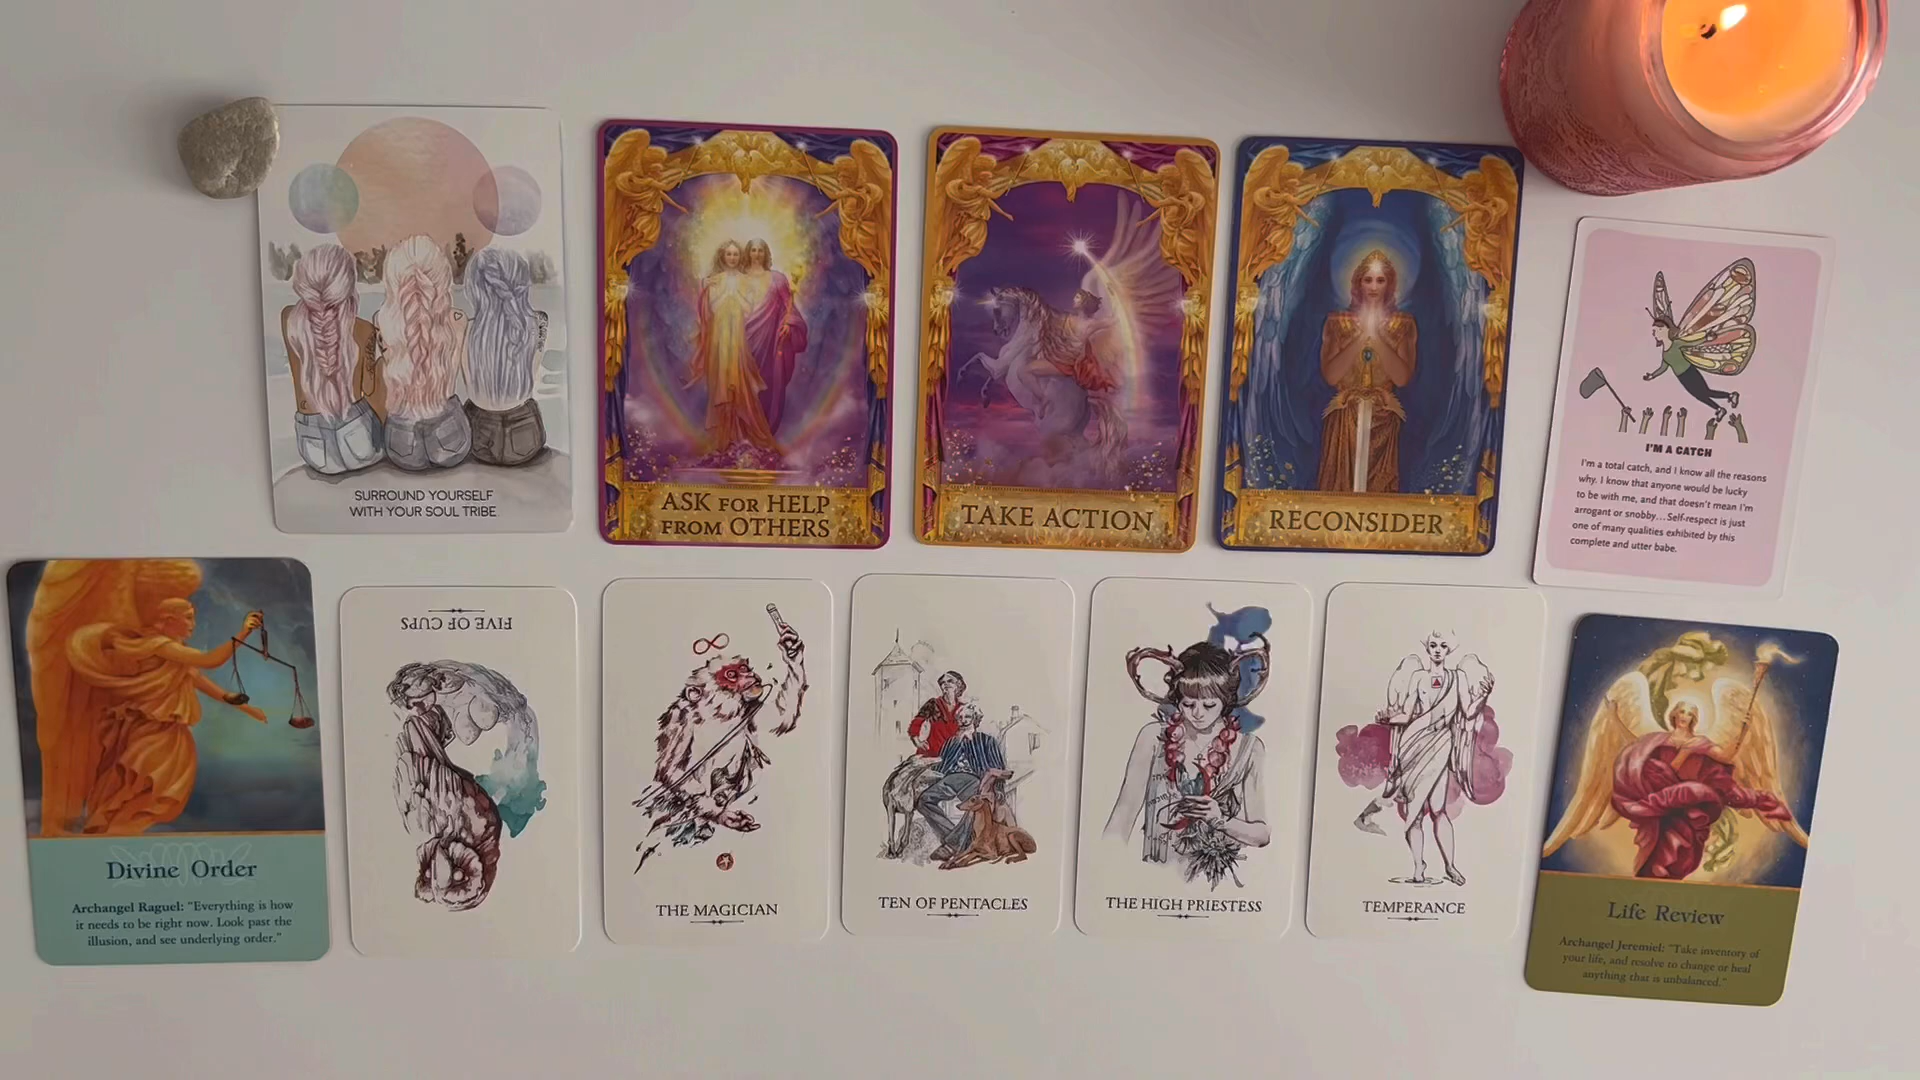 SURROUND YOURSELF
WITH YOUR SOUL TRIBE
ASK FOR HELP
FROM OTHERS
TAKE ACTION
RECONSIDER
I'M A CATCH
I'm a total catch, and I know all the reasons
why. I know that anyone would be lucky
to be with me, and that doesn't mean I'm
arrogant or snobby...Self-respect is just
one of many qualities exhibited by this
complete and utter babe.
Divine Order
Archangel Raguel: "Everything is how
it needs to be right now. Look past the
illusion, and see underlying order."
FIVE OF CUPS
THE MAGICIAN
TEN OF PENTACLES
THE HIGH PRIESTESS
TEMPERANCE
Life Review
Archangel Jeremiel: "Take inventory of
your life, and resolve to change or heal
anything that is unbalanced."